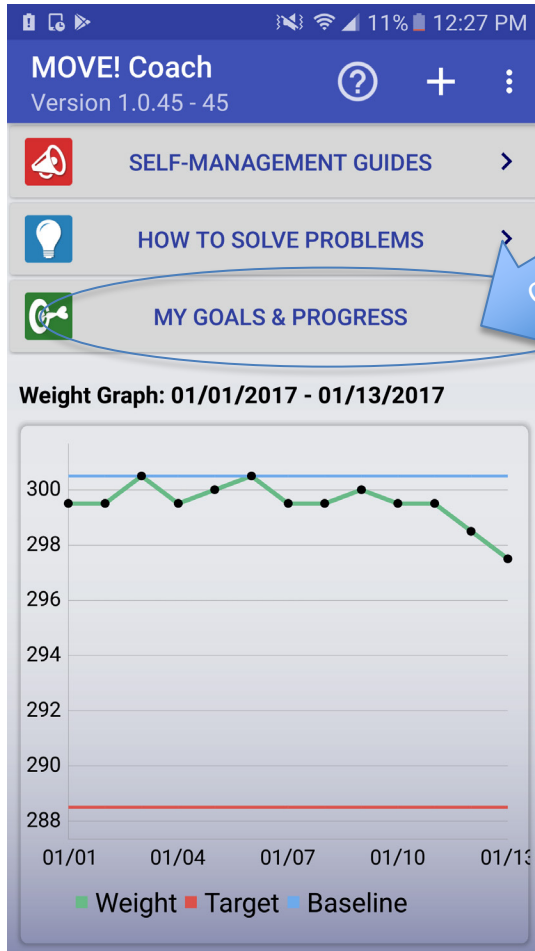 11% 12:27 PM
MOVE! Coach
Version 1.0.45 - 45
SELF-MANAGEMENT GUIDES
HOW TO SOLVE PROBLEMS
MY GOALS & PROGRESS
Weight Graph: 01/01/2017 - 01/13/2017
300
298
296
294
292
290
288
01/01 01/04 01/07 01/10 01/13
Weight Target Baseline